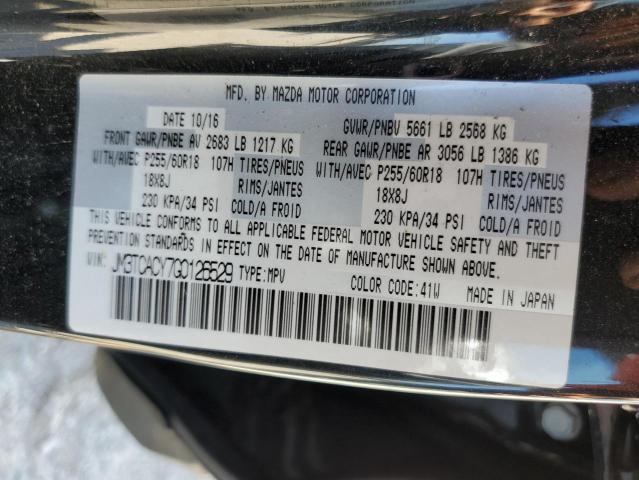 MFD. BY MAZDA MOTOR CORPORATION
DATE 10/16 GVWR/PNBV 5661 LB 2568 KG
FRONT GAWR/PNBE AV 2683 LB 1217 KG REAR GAWR/PNBE AR 3056 LB 1386 KG
WITH/AVEC P255/60R18 107H TIRES/PNEUS WITH/AVEC P255/60R18 107H TIRES/PNEUS
18X8J RIMS/JANTES 18X8J RIMS/JANTES
230 KPA/34 PSI COLD/A FROID 230 KPA/34 PSI COLD/A FROID
THIS VEHICLE CONFORMS TO ALL APPLICABLE FEDERAL MOTOR VEHICLE SAFETY AND THEFT
PREVENTION STANDARDS IN EFFECT ON THE DATE OF MANUFACTURE SHOWN ABOVE.
VIN: JM3TCACY7G0126529 TYPE:MPV COLOR CODE:41W MADE IN JAPAN